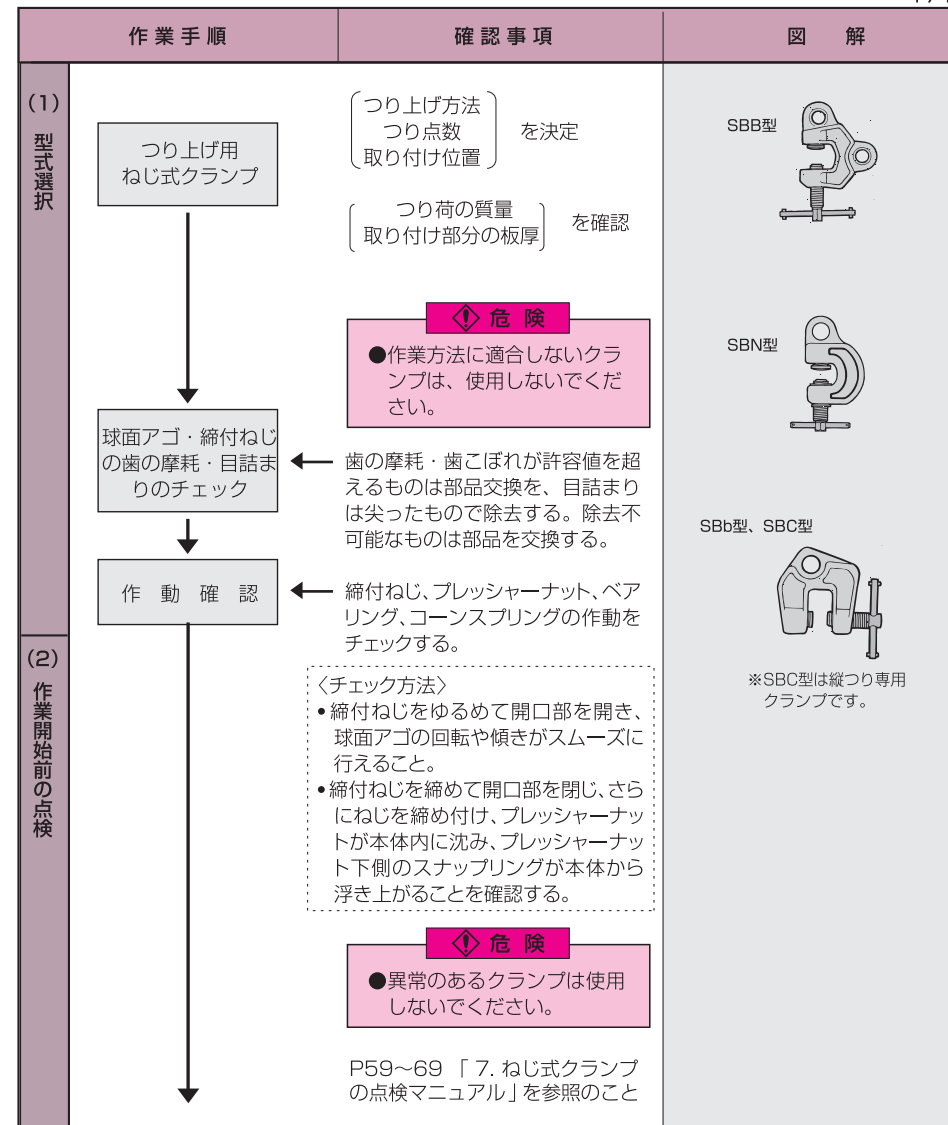 作業手順
確認事項
図 解
(1)
型式選択
つり上げ用
ねじ式クランプ
つり上げ方法
つり点数
取り付け位置
を決定
つり荷の質量
取り付け部分の板厚
を確認
危 険
●作業方法に適合しないクラ
ンプは、使用しないでくだ
さい。
SBB型
SBN型
球面アゴ・締付ねじ
の歯の摩耗・目詰ま
りのチェック
歯の摩耗・歯こぼれが許容値を超
えるものは部品交換を、目詰まり
は尖ったもので除去する。除去不
可能なものは部品を交換する。
SBb型、SBC型
※SBC型は縦つり専用
クランプです。
作 動 確 認
締付ねじ、プレッシャーナット、ベア
リング、コーンスプリングの作動を
チェックする。
(2)
作業開始前の点検
〈チェック方法〉
•締付ねじをゆるめて開口部を開き、
球面アゴの回転や傾きがスムーズに
行えること。
•締付ねじを締めて開口部を閉じ、さら
にねじを締め付け、プレッシャーナッ
トが本体内に沈み、プレッシャーナッ
ト下側のスナップリングが本体から
浮き上がることを確認する。
危 険
●異常のあるクランプは使用
しないでください。
P59〜69 「7. ねじ式クランプ
の点検マニュアル」を参照のこと